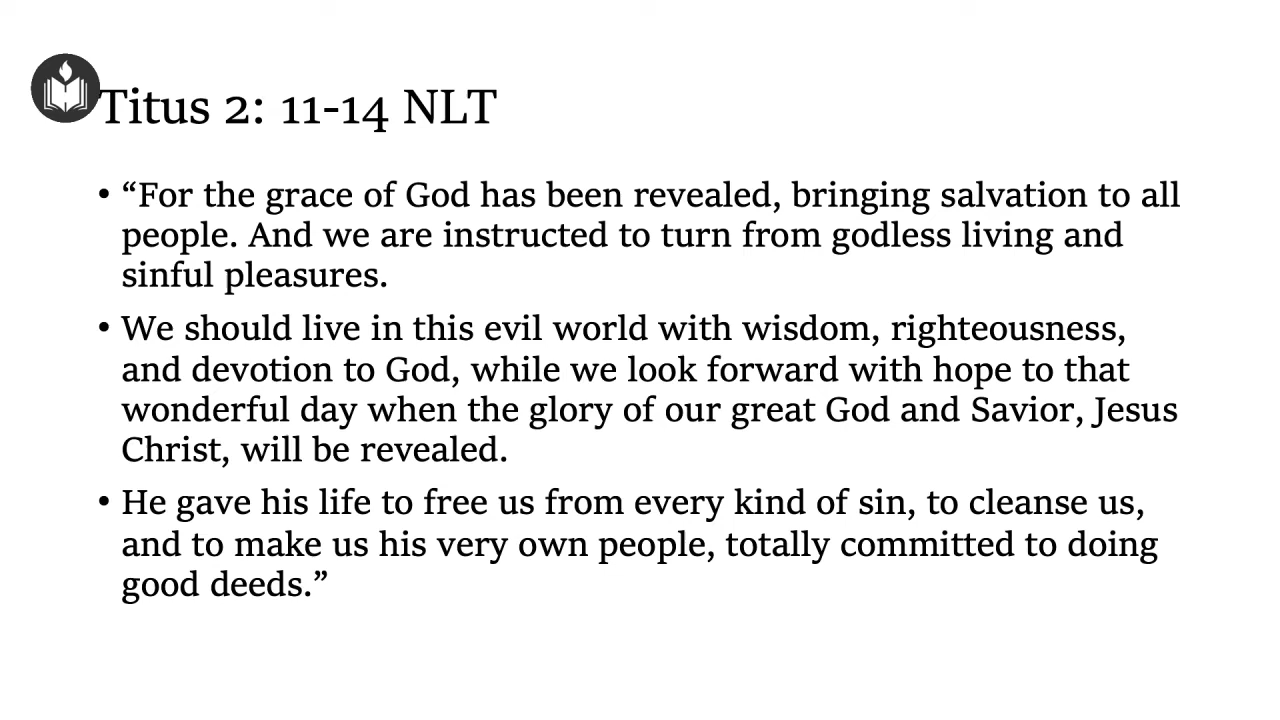 Titus 2: 11-14 NLT
• “For the grace of God has been revealed, bringing salvation to all
people. And we are instructed to turn from godless living and
sinful pleasures.
• We should live in this evil world with wisdom, righteousness,
and devotion to God, while we look forward with hope to that
wonderful day when the glory of our great God and Savior, Jesus
Christ, will be revealed.
• He gave his life to free us from every kind of sin, to cleanse us,
and to make us his very own people, totally committed to doing
good deeds.”